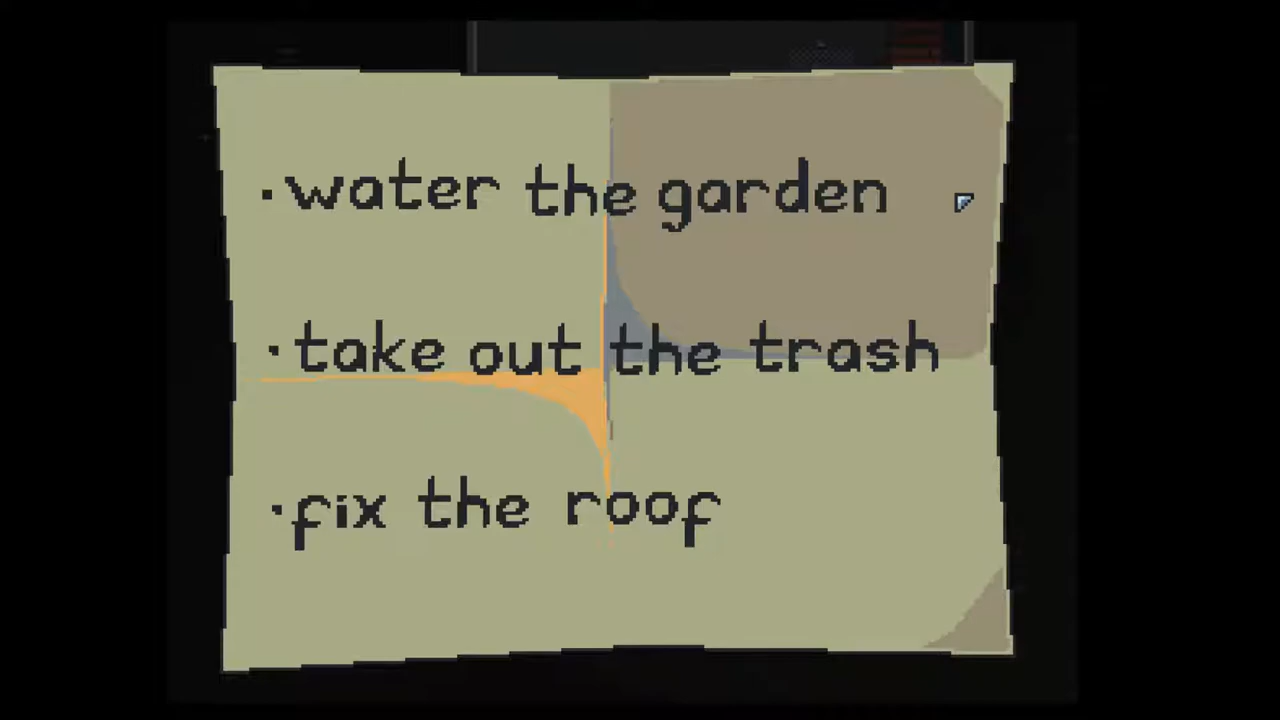 ·water the garden
·take out the trash
·fix the roof